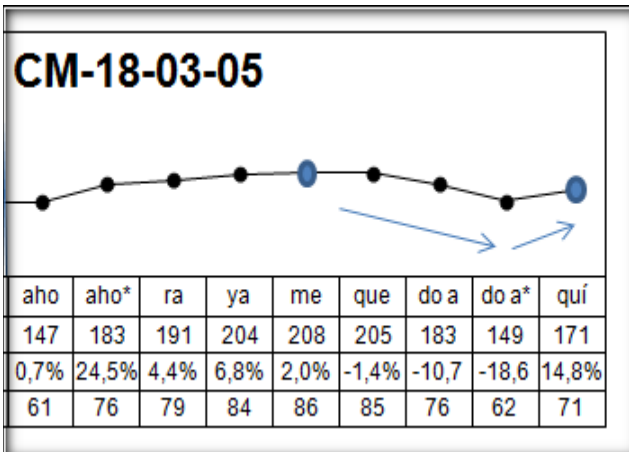 CM-18-03-05
aho aho* ra ya me que do a do a* quí
147 183 191 204 208 205 183 149 171
0,7% 24,5% 4,4% 6,8% 2,0% -1,4% -10,7 -18,6 14,8%
61 76 79 84 86 85 76 62 71